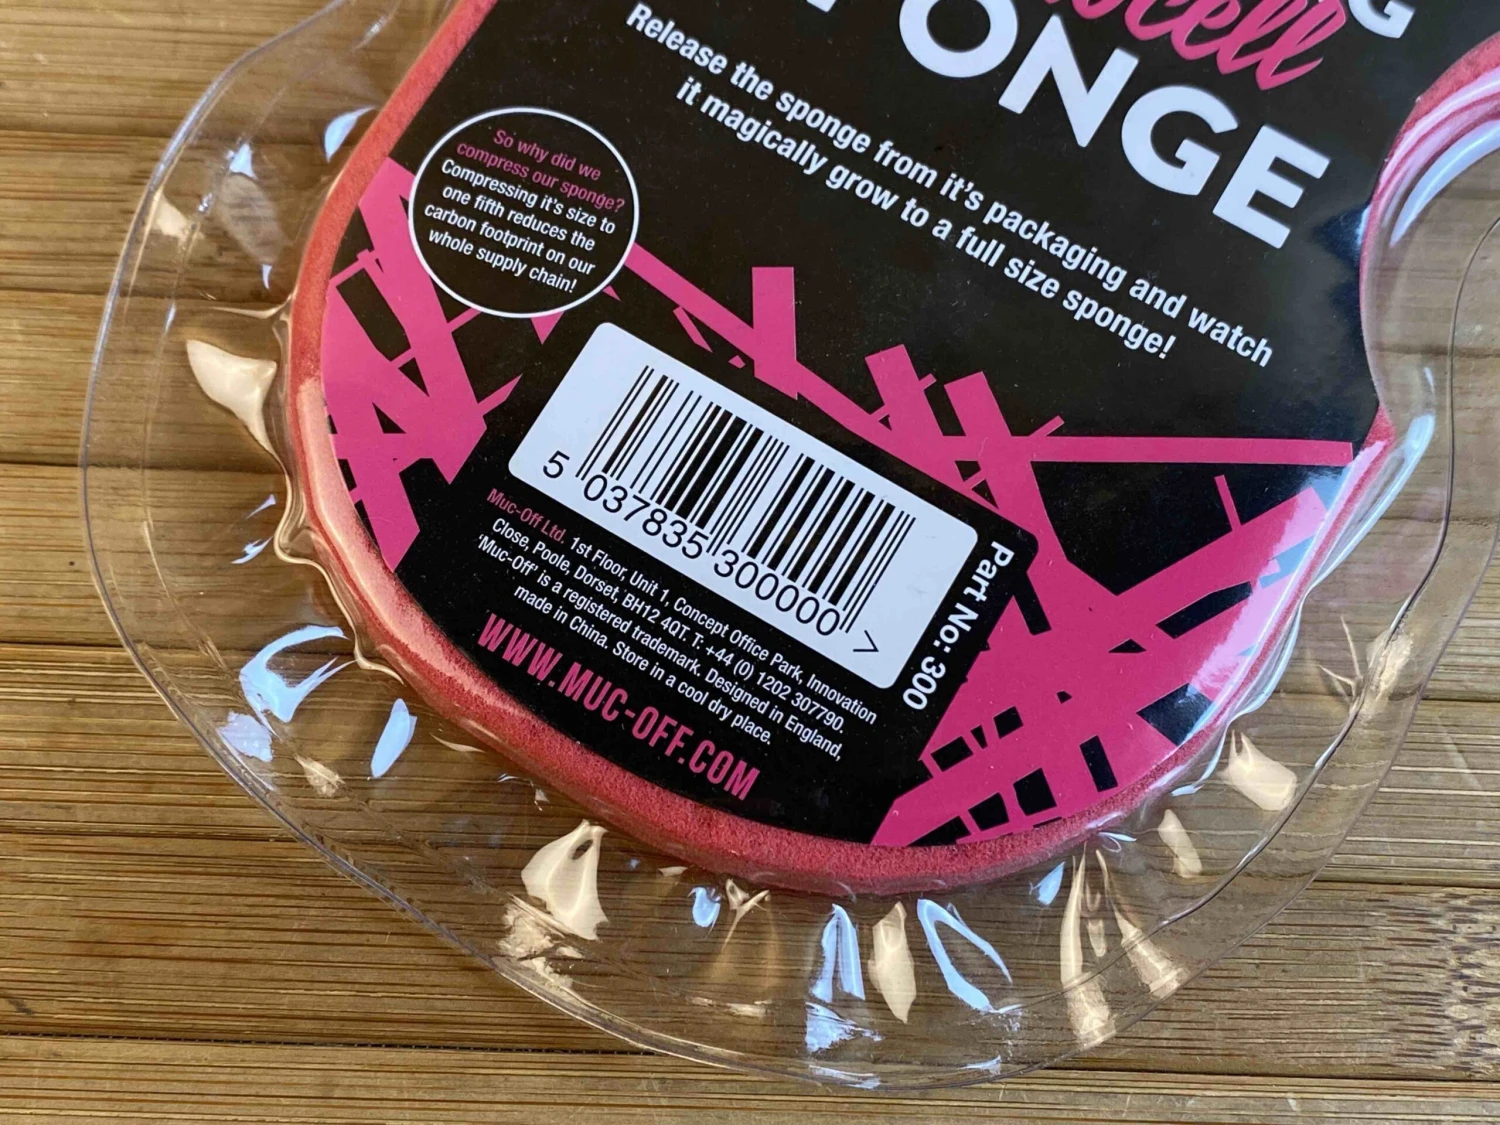 G
cell
ONGE
Release the sponge from it's packaging and watch
it magically grow to a full size sponge!
So why did we
compress our sponge?
Compressing it's size to
one fifth reduces the
carbon footprint on our
whole supply chain!
5 037835 300000 >
Part No: 300
Muc-Off Ltd. 1st Floor, Unit 1, Concept Office Park, Innovation
Close, Poole, Dorset, BH12 4QT. T: +44 (0) 1202 307790.
'Muc-Off' is a registered trademark. Designed in England,
made in China. Store in a cool dry place.
WWW.MUC-OFF.COM